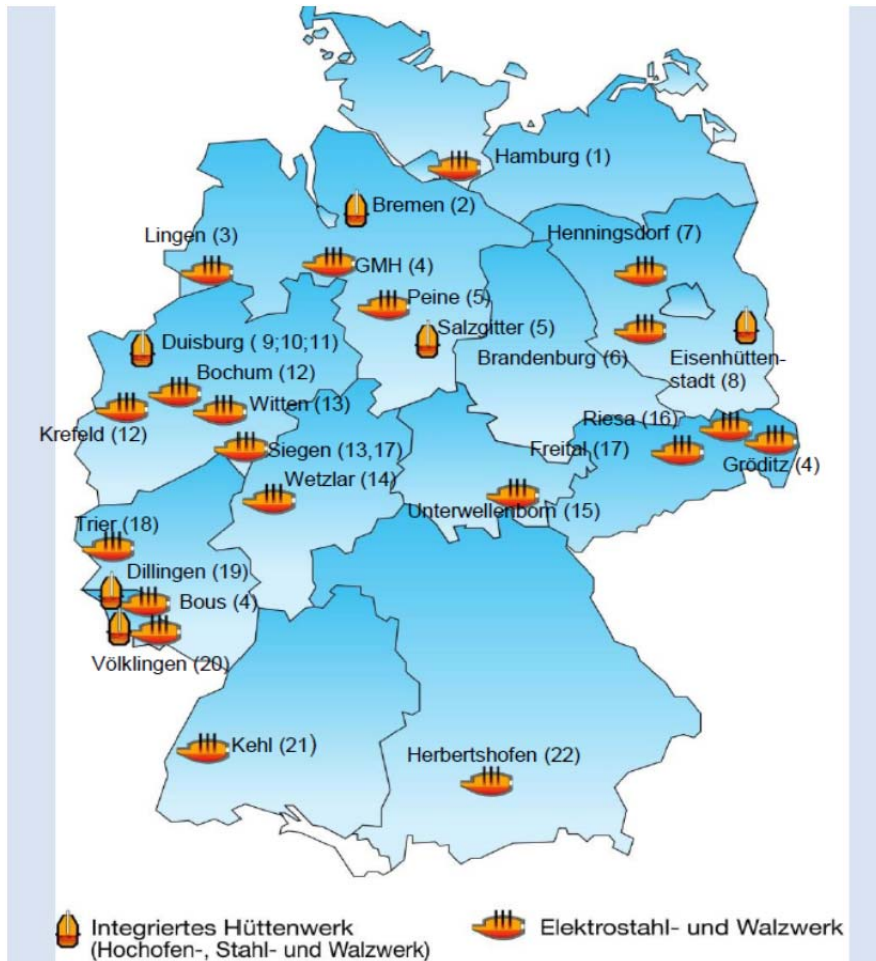 Hamburg (1)
Bremen (2)
Lingen (3)
Henningsdorf (7)
GMH (4)
Peine (5)
Duisburg ( 9;10;11)
Salzgitter (5)
Brandenburg (6)
Eisenhütten-
stadt (8)
Bochum (12)
Witten (13)
Krefeld (12)
Riesa (16)
Siegen (13,17)
Freital (17)
Gröditz (4)
Wetzlar (14)
Unterwellenborn (15)
Trier (18)
Dillingen (19)
Bous (4)
Völklingen (20)
Kehl (21)
Herbertshofen (22)
Integriertes Hüttenwerk
(Hochofen-, Stahl- und Walzwerk)
Elektrostahl- und Walzwerk